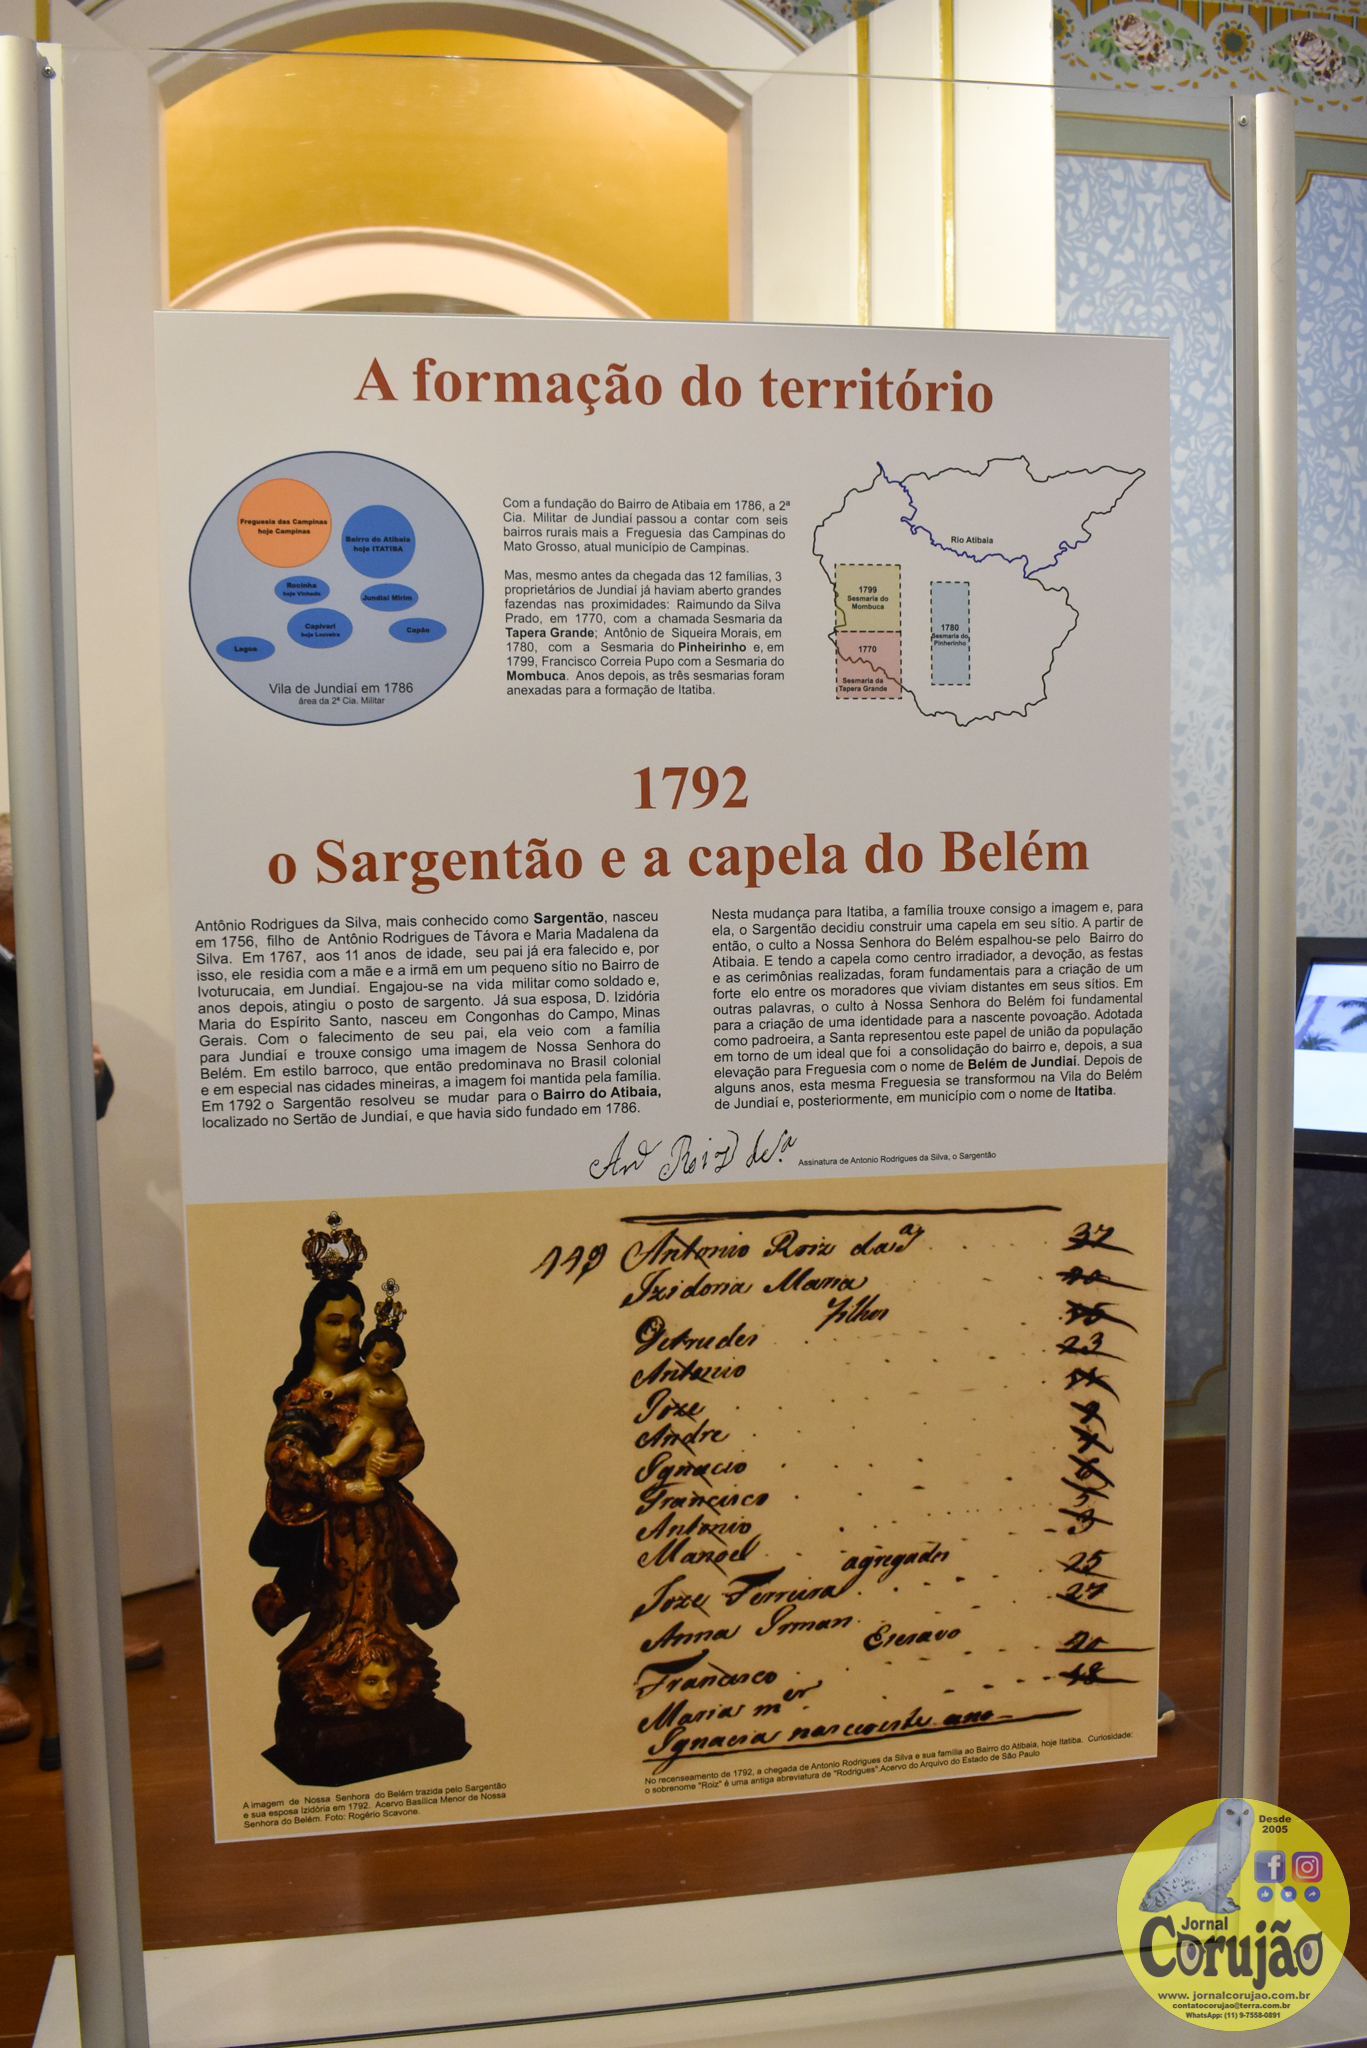 A formação do território
Freguesia das Campinas
hoje Campinas
Bairro do Atibaia
hoje ITATIBA
Rocinha
hoje Vinhedo
Jundiaí Mirim
Capivari
hoje Louveira
Capão
Lagoa
Vila de Jundiaí em 1786
área da 2ª Cia. Militar
Com a fundação do Bairro de Atibaia em 1786, a 2ª
Cia. Militar de Jundiaí passou a contar com seis
bairros rurais mais a Freguesia das Campinas do
Mato Grosso, atual município de Campinas.
Mas, mesmo antes da chegada das 12 famílias, 3
proprietários de Jundiaí já haviam aberto grandes
fazendas nas proximidades: Raimundo da Silva
Prado, em 1770, com a chamada Sesmaria da
Tapera Grande; Antônio de Siqueira Morais, em
1780, com a Sesmaria do Pinheirinho e, em
1799, Francisco Correia Pupo com a Sesmaria do
Mombuca. Anos depois, as três sesmarias foram
anexadas para a formação de Itatiba.
Rio Atibaia
1799
Sesmaria do
Mombuca
1780
Sesmaria do
Pinherinho
1770
Sesmaria da
Tapera Grande
1792
o Sargentão e a capela do Belém
Antônio Rodrigues da Silva, mais conhecido como Sargentão, nasceu
em 1756, filho de Antônio Rodrigues de Távora e Maria Madalena da
Silva. Em 1767, aos 11 anos de idade, seu pai já era falecido e, por
isso, ele residia com a mãe e a irmã em um pequeno sítio no Bairro de
Ivoturucaia, em Jundiaí. Engajou-se na vida militar como soldado e,
anos depois, atingiu o posto de sargento. Já sua esposa, D. Izidória
Maria do Espírito Santo, nasceu em Congonhas do Campo, Minas
Gerais. Com o falecimento de seu pai, ela veio com a família
para Jundiaí e trouxe consigo uma imagem de Nossa Senhora do
Belém. Em estilo barroco, que então predominava no Brasil colonial
e em especial nas cidades mineiras, a imagem foi mantida pela família.
Em 1792 o Sargentão resolveu se mudar para o Bairro do Atibaia,
localizado no Sertão de Jundiaí, e que havia sido fundado em 1786.
Nesta mudança para Itatiba, a família trouxe consigo a imagem e, para
ela, o Sargentão decidiu construir uma capela em seu sítio. A partir de
então, o culto a Nossa Senhora do Belém espalhou-se pelo Bairro do
Atibaia. E tendo a capela como centro irradiador, a devoção, as festas
e as cerimônias realizadas, foram fundamentais para a criação de um
forte elo entre os moradores que viviam distantes em seus sítios. Em
outras palavras, o culto à Nossa Senhora do Belém foi fundamental
para a criação de uma identidade para a nascente povoação. Adotada
como padroeira, a Santa representou este papel de união da população
em torno de um ideal que foi a consolidação do bairro e, depois, a sua
elevação para Freguesia com o nome de Belém de Jundiaí. Depois de
alguns anos, esta mesma Freguesia se transformou na Vila do Belém
de Jundiaí e, posteriormente, em município com o nome de Itatiba.
Assinatura de Antonio Rodrigues da Silva, o Sargentão
Antonio Roiz da
Izidoria Maria
filhos
Getrudes
Antonio 23
Joze
Andre
Ignacio
Francisco
Antonio
Manoel 3
agregados
Joze Ferreira 25
Anna 27
Escravo
Francisco
Maria 18
Ignacia
A imagem de Nossa Senhora do Belém trazida pelo Sargentão
e sua esposa Izidória em 1792. Acervo Basílica Menor de Nossa
Senhora do Belém. Foto: Rogério Scavone.
No recenseamento de 1792, a chegada de Antonio Rodrigues da Silva e sua família ao Bairro do Atibaia, hoje Itatiba. Curiosidade:
o sobrenome "Roiz" é uma antiga abreviatura de "Rodrigues".Acervo do Arquivo do Estado de São Paulo
Desde
2005
Jornal
Corujão
www. jornalcorujao.com.br
contatocorujao@terra.com.br
WhatsApp: (11) 9-7558-0891